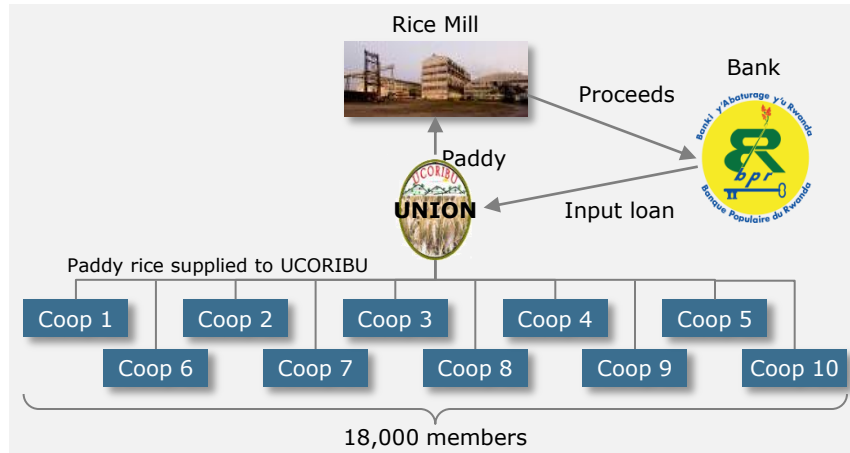 Rice Mill
Bank
Proceeds
Banki y'Abaturage y'u Rwanda
bpr
Banque Populaire du Rwanda
Paddy
UCORIBU
UNION
Input loan
Paddy rice supplied to UCORIBU
Coop 1
Coop 2
Coop 3
Coop 4
Coop 5
Coop 6
Coop 7
Coop 8
Coop 9
Coop 10
18,000 members